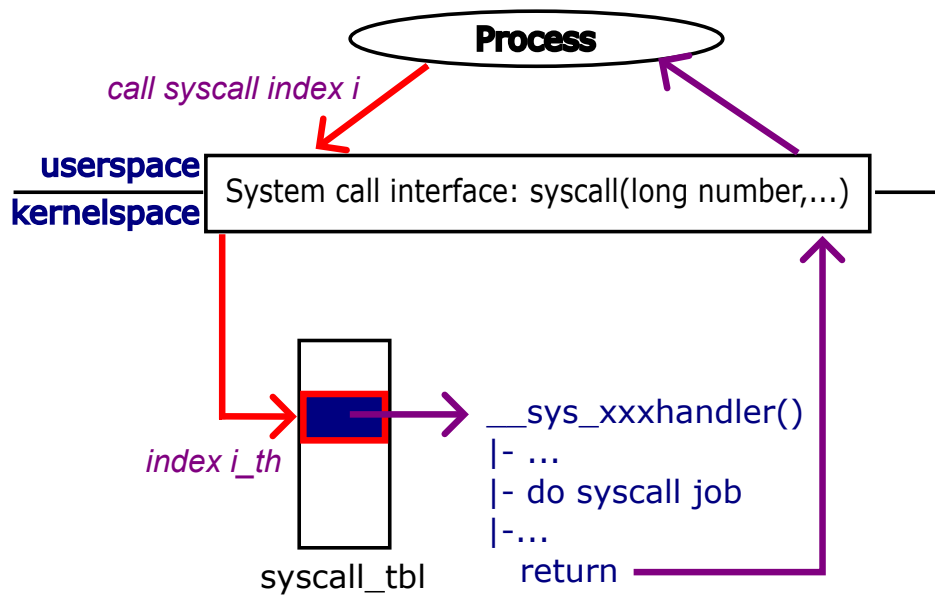 Process
call syscall index i
userspace
System call interface: syscall(long number,...)
kernelspace
__sys_xxxhandler()
|- ...
index i_th
|- do syscall job
|-...
return
syscall_tbl